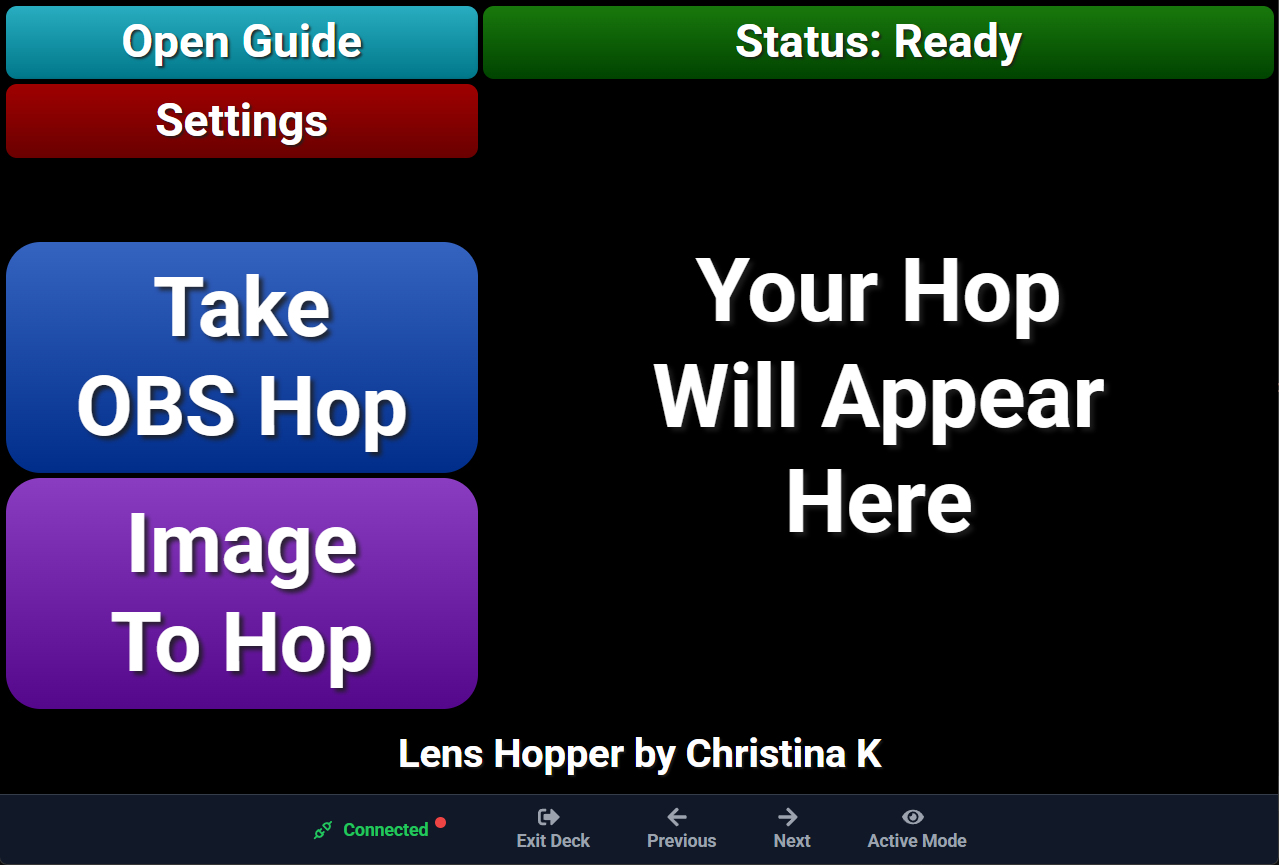 Open Guide
Status: Ready
Settings
Take
OBS Hop
Image
To Hop
Your Hop
Will Appear
Here
Lens Hopper by Christina K
Connected
Exit Deck
Previous
Next
Active Mode